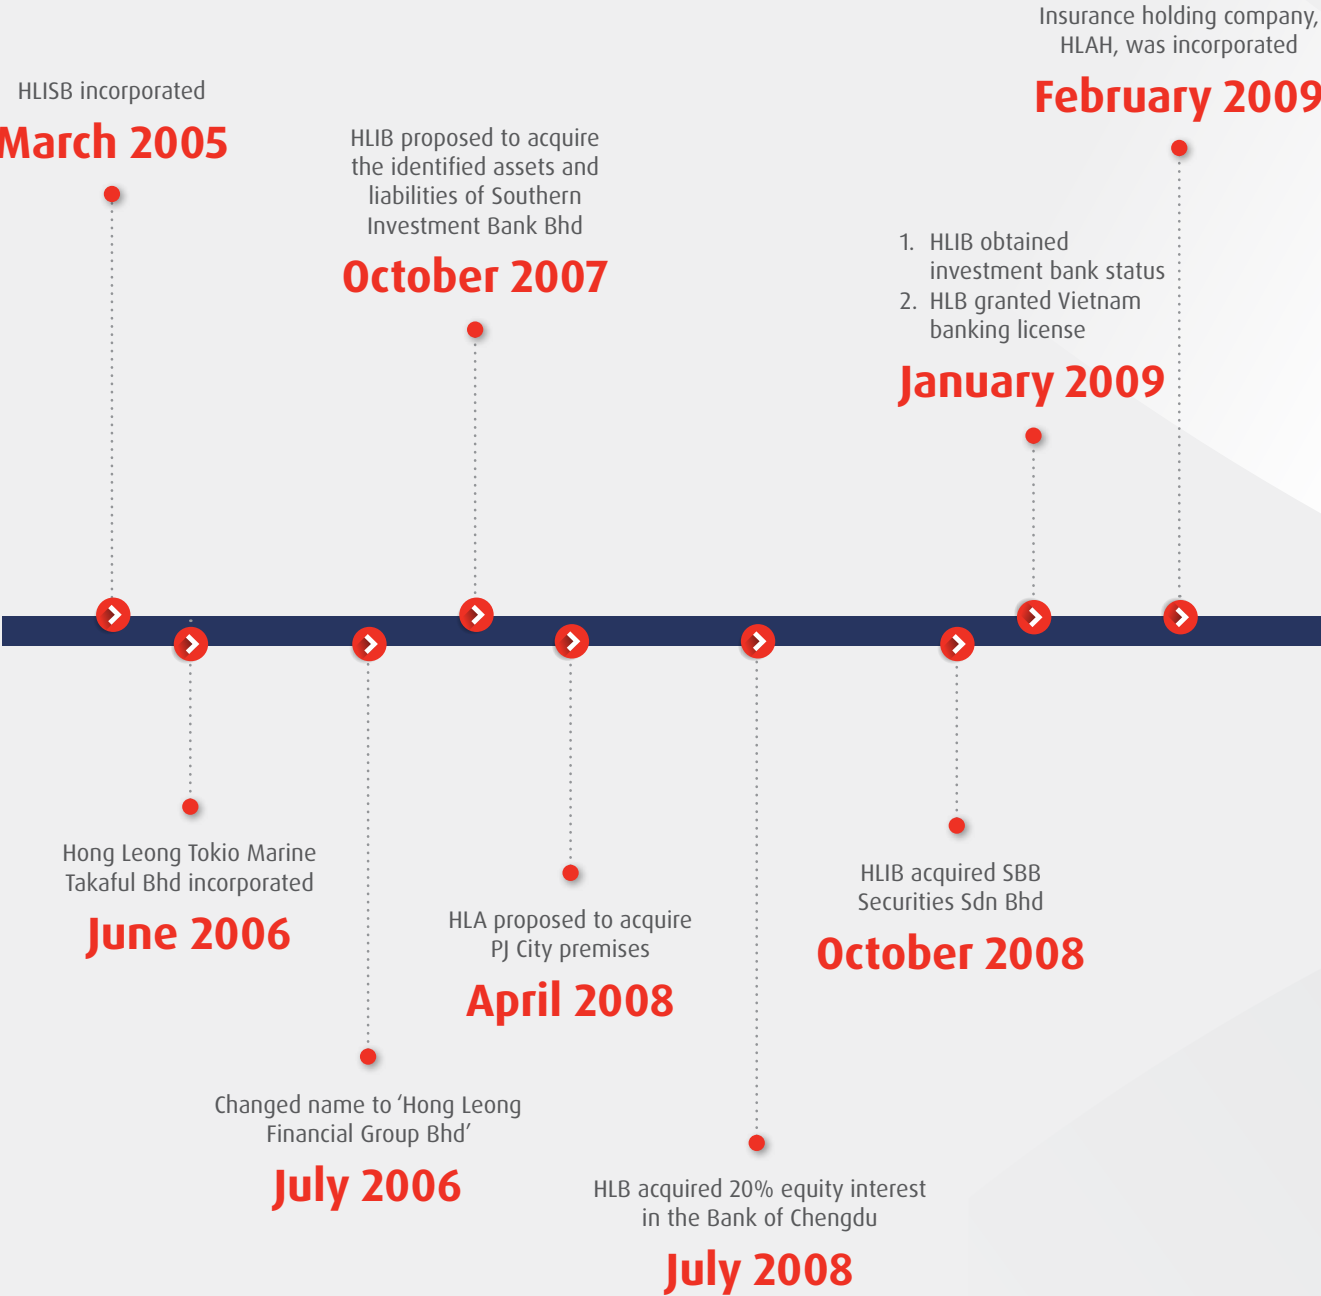 HLISB incorporated
March 2005
HLIB proposed to acquire
the identified assets and
liabilities of Southern
Investment Bank Bhd
October 2007
1. HLIB obtained
investment bank status
2. HLB granted Vietnam
banking license
January 2009
Insurance holding company,
HLAH, was incorporated
February 2009
Hong Leong Tokio Marine
Takaful Bhd incorporated
June 2006
Changed name to ‘Hong Leong
Financial Group Bhd’
July 2006
HLA proposed to acquire
PJ City premises
April 2008
HLB acquired 20% equity interest
in the Bank of Chengdu
July 2008
HLIB acquired SBB
Securities Sdn Bhd
October 2008